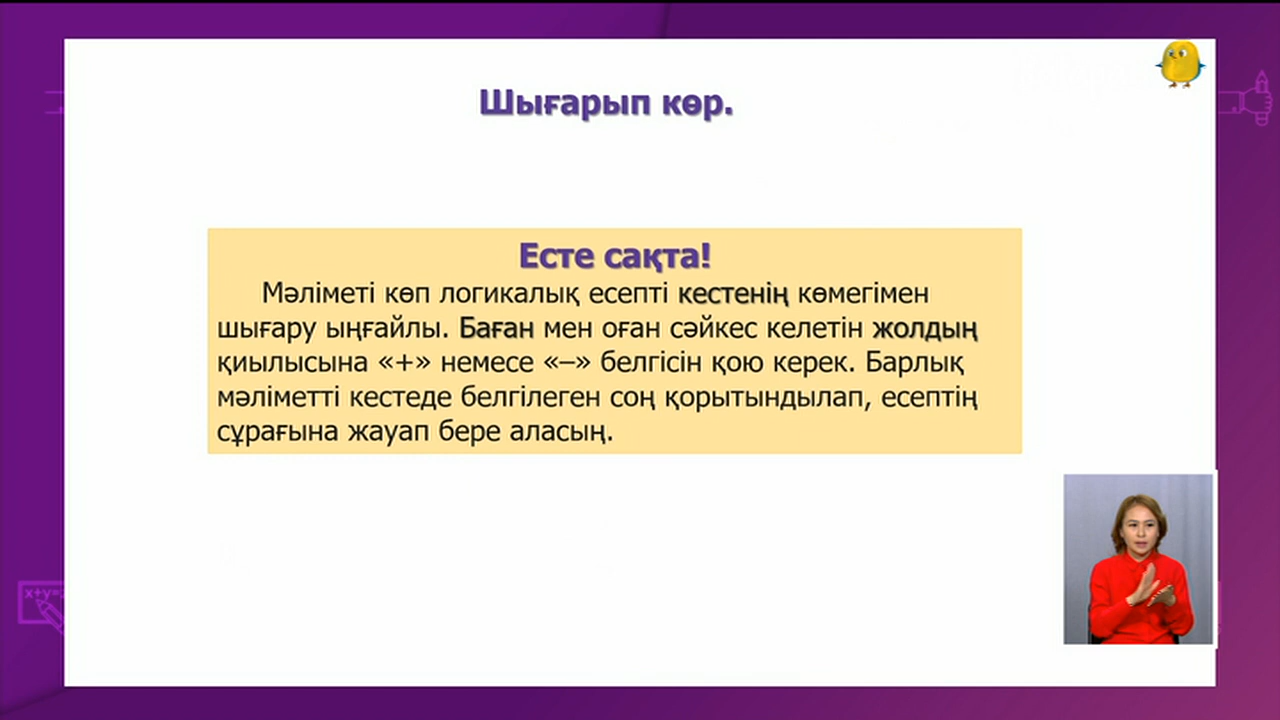 Шығарып көр.
Есте сақта!
Мәліметі көп логикалық есепті кестенің көмегімен
шығару ыңғайлы. Баған мен оған сәйкес келетін жолдың
қиылысына «+» немесе «–» белгісін қою керек. Барлық
мәліметті кестеде белгілеген соң қорытындылап, есептің
сұрағына жауап бере аласың.
x+y=